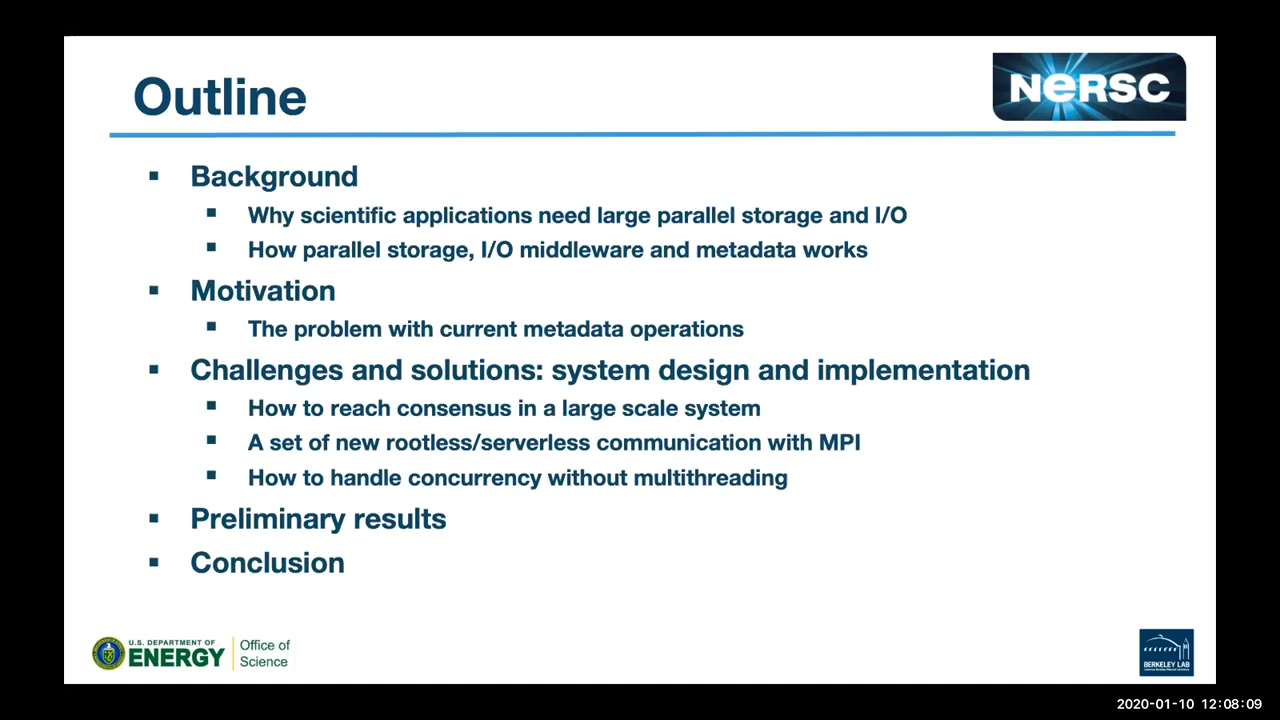 Outline
NERSC
▪ Background
▪ Why scientific applications need large parallel storage and I/O
▪ How parallel storage, I/O middleware and metadata works
▪ Motivation
▪ The problem with current metadata operations
▪ Challenges and solutions: system design and implementation
▪ How to reach consensus in a large scale system
▪ A set of new rootless/serverless communication with MPI
▪ How to handle concurrency without multithreading
▪ Preliminary results
▪ Conclusion
U.S. DEPARTMENT OF
ENERGY
Office of
Science
BERKELEY LAB
2020-01-10 12:08:09